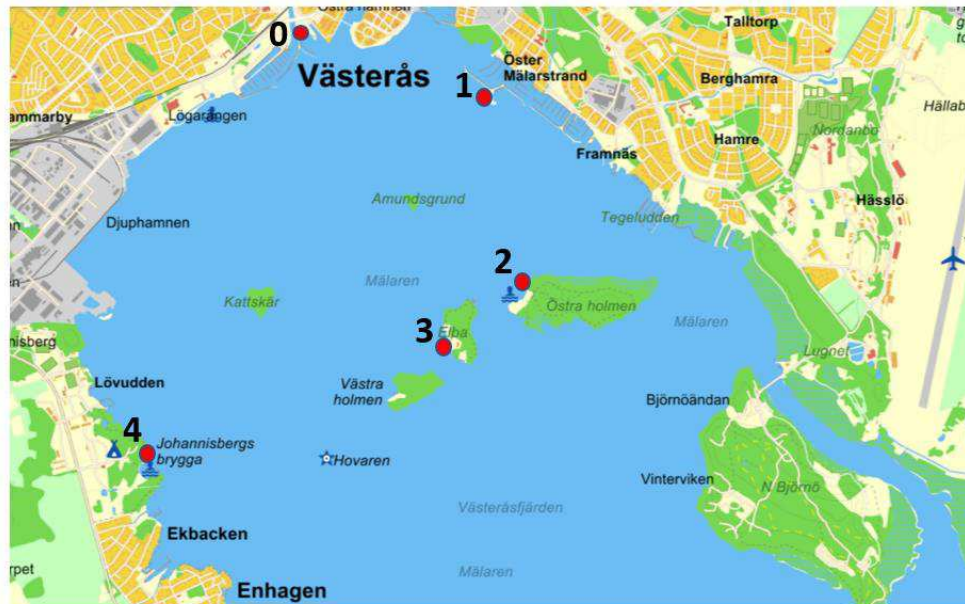 Östra hamnen
0
Västerås
1
Öster
Mälarstrand
Talltorp
Berghamra
ammarby
Lögarängen
Hamre
Nordanbo
Hällab
Framnäs
Amundsgrund
Tegeludden
Hässlö
Djuphamnen
2
Mälaren
Kattskär
Östra holmen
Mälaren
3
Elba
nisberg
Lugnet
Lövudden
Västra
holmen
Björnöändan
4
Johannisbergs
brygga
Hovaren
Vinterviken
N Björnö
Västeråsfjärden
Ekbacken
rpet
Mälaren
Enhagen